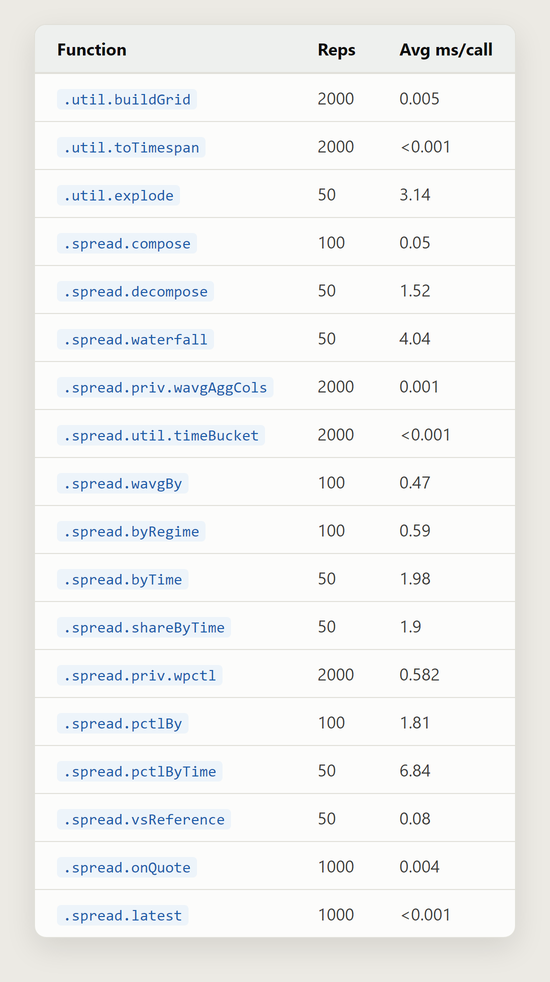 Function Reps Avg ms/call
.util.buildGrid 2000 0.005
.util.toTimespan 2000 <0.001
.util.explode 50 3.14
.spread.compose 100 0.05
.spread.decompose 50 1.52
.spread.waterfall 50 4.04
.spread.priv.wavgAggCols 2000 0.001
.spread.util.timeBucket 2000 <0.001
.spread.wavgBy 100 0.47
.spread.byRegime 100 0.59
.spread.byTime 50 1.98
.spread.shareByTime 50 1.9
.spread.priv.wpctl 2000 0.582
.spread.pctlBy 100 1.81
.spread.pctlByTime 50 6.84
.spread.vsReference 50 0.08
.spread.onQuote 1000 0.004
.spread.latest 1000 <0.001